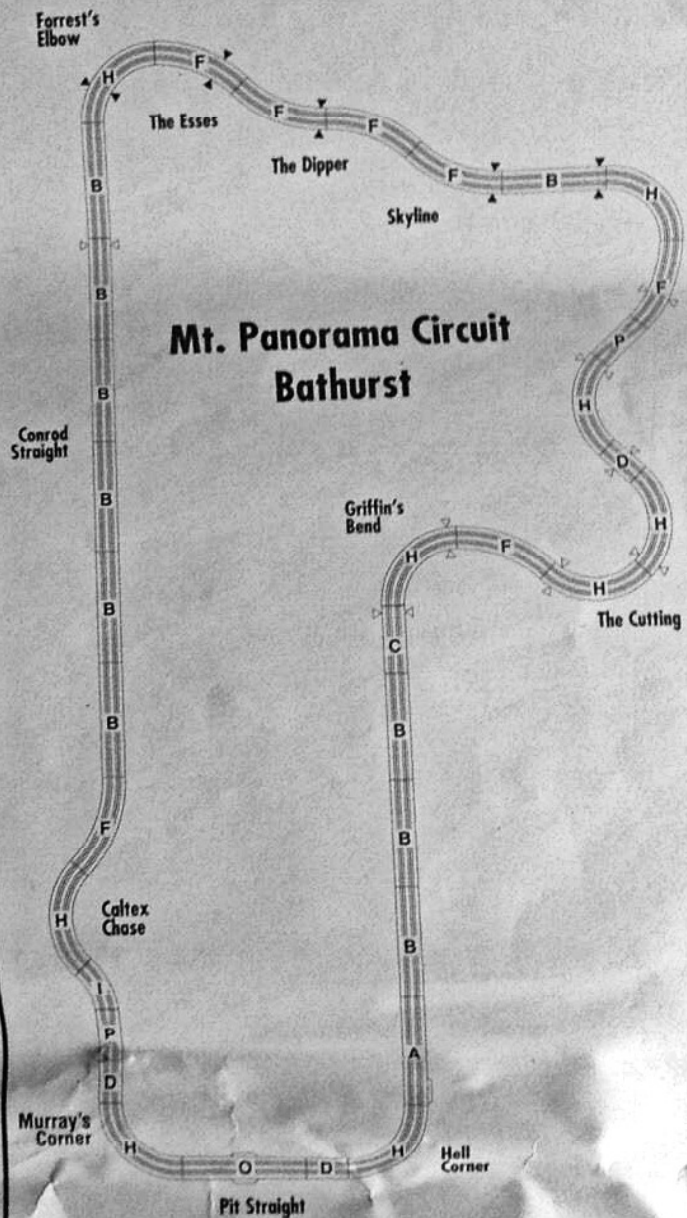 Forrest's
Elbow
H
F
The Esses
F
The Dipper
F
F
Skyline
B
H
B
F
B
P
Mt. Panorama Circuit
Bathurst
B
H
Conrod
Straight
D
B
Griffin's
Bend
H
H
F
H
The Cutting
B
C
B
B
F
B
H
Caltex
Chase
B
I
P
A
D
Murray's
Corner
H
O
D
H
Hell
Corner
Pit Straight